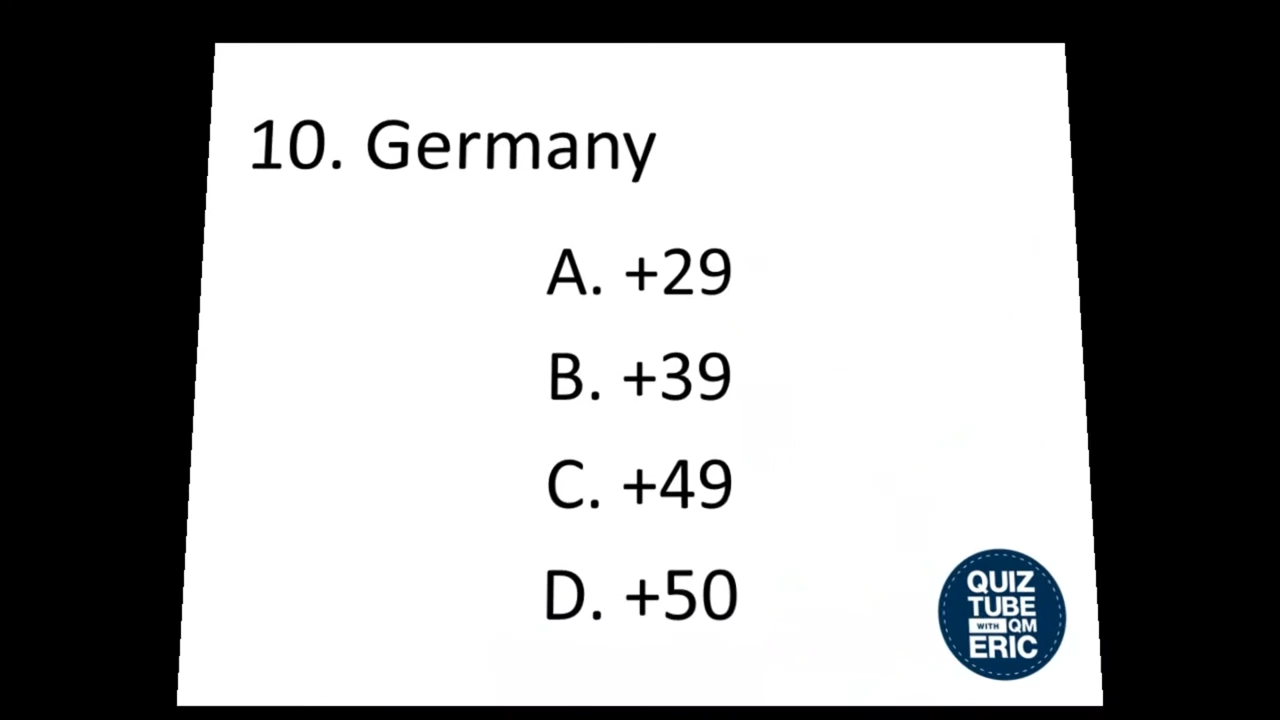 10. Germany
A. +29
B. +39
C. +49
D. +50
QUIZ
TUBE
WITH QM
ERIC